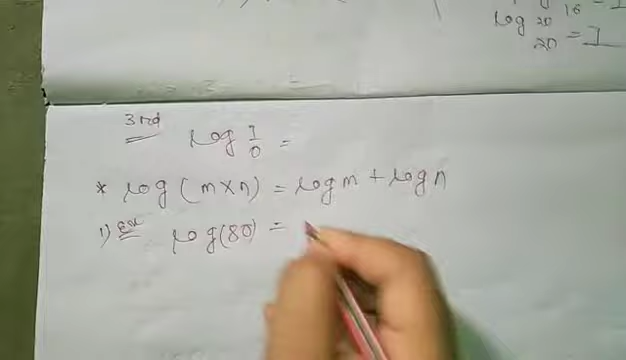 log 20 = 1
20
3rd log 1/0 =
* log (m×n) = log m + log n
1) Ex log(80) =